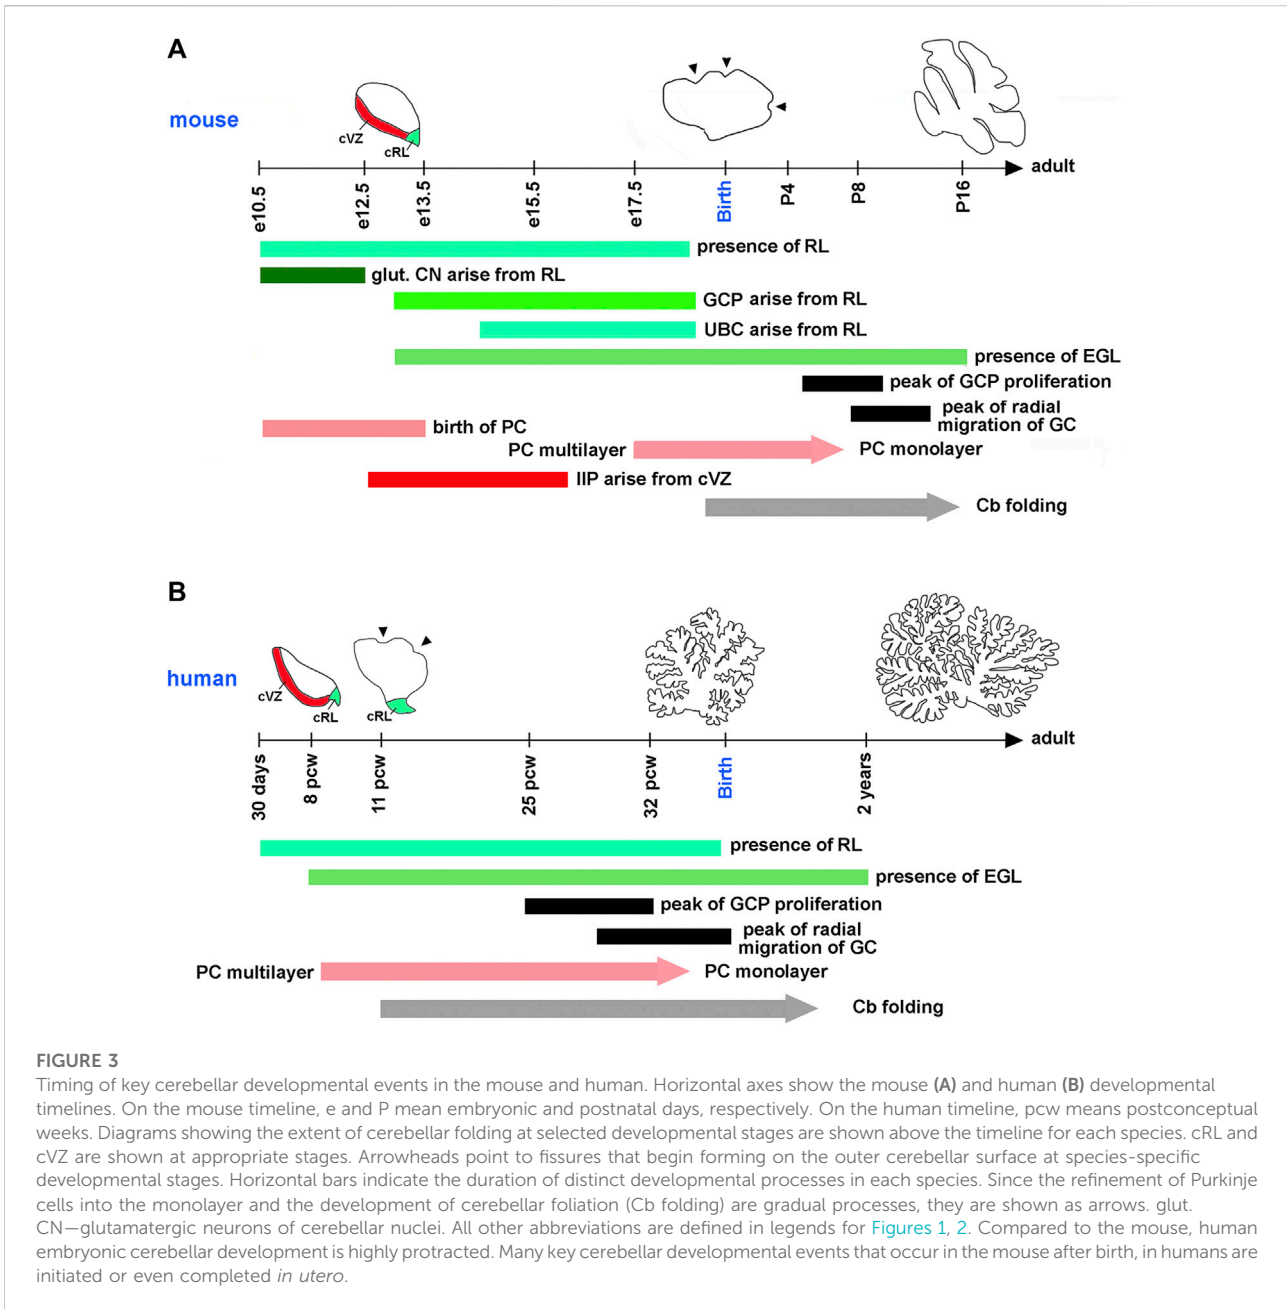 A
mouse
cVZ
cRL
adult
e10.5
e12.5
e13.5
e15.5
e17.5
Birth
P4
P8
P16
presence of RL
glut. CN arise from RL
GCP arise from RL
UBC arise from RL
presence of EGL
peak of GCP proliferation
peak of radial
migration of GC
birth of PC
PC multilayer
PC monolayer
IIP arise from cVZ
Cb folding
B
human
cVZ
cRL
cRL
adult
30 days
8 pcw
11 pcw
25 pcw
32 pcw
Birth
2 years
presence of RL
presence of EGL
peak of GCP proliferation
peak of radial
migration of GC
PC multilayer
PC monolayer
Cb folding
FIGURE 3
Timing of key cerebellar developmental events in the mouse and human. Horizontal axes show the mouse (A) and human (B) developmental
timelines. On the mouse timeline, e and P mean embryonic and postnatal days, respectively. On the human timeline, pcw means postconceptual
weeks. Diagrams showing the extent of cerebellar folding at selected developmental stages are shown above the timeline for each species. cRL and
cVZ are shown at appropriate stages. Arrowheads point to fissures that begin forming on the outer cerebellar surface at species-specific
developmental stages. Horizontal bars indicate the duration of distinct developmental processes in each species. Since the refinement of Purkinje
cells into the monolayer and the development of cerebellar foliation (Cb folding) are gradual processes, they are shown as arrows. glut.
CN—glutamatergic neurons of cerebellar nuclei. All other abbreviations are defined in legends for Figures 1, 2. Compared to the mouse, human
embryonic cerebellar development is highly protracted. Many key cerebellar developmental events that occur in the mouse after birth, in humans are
initiated or even completed in utero.